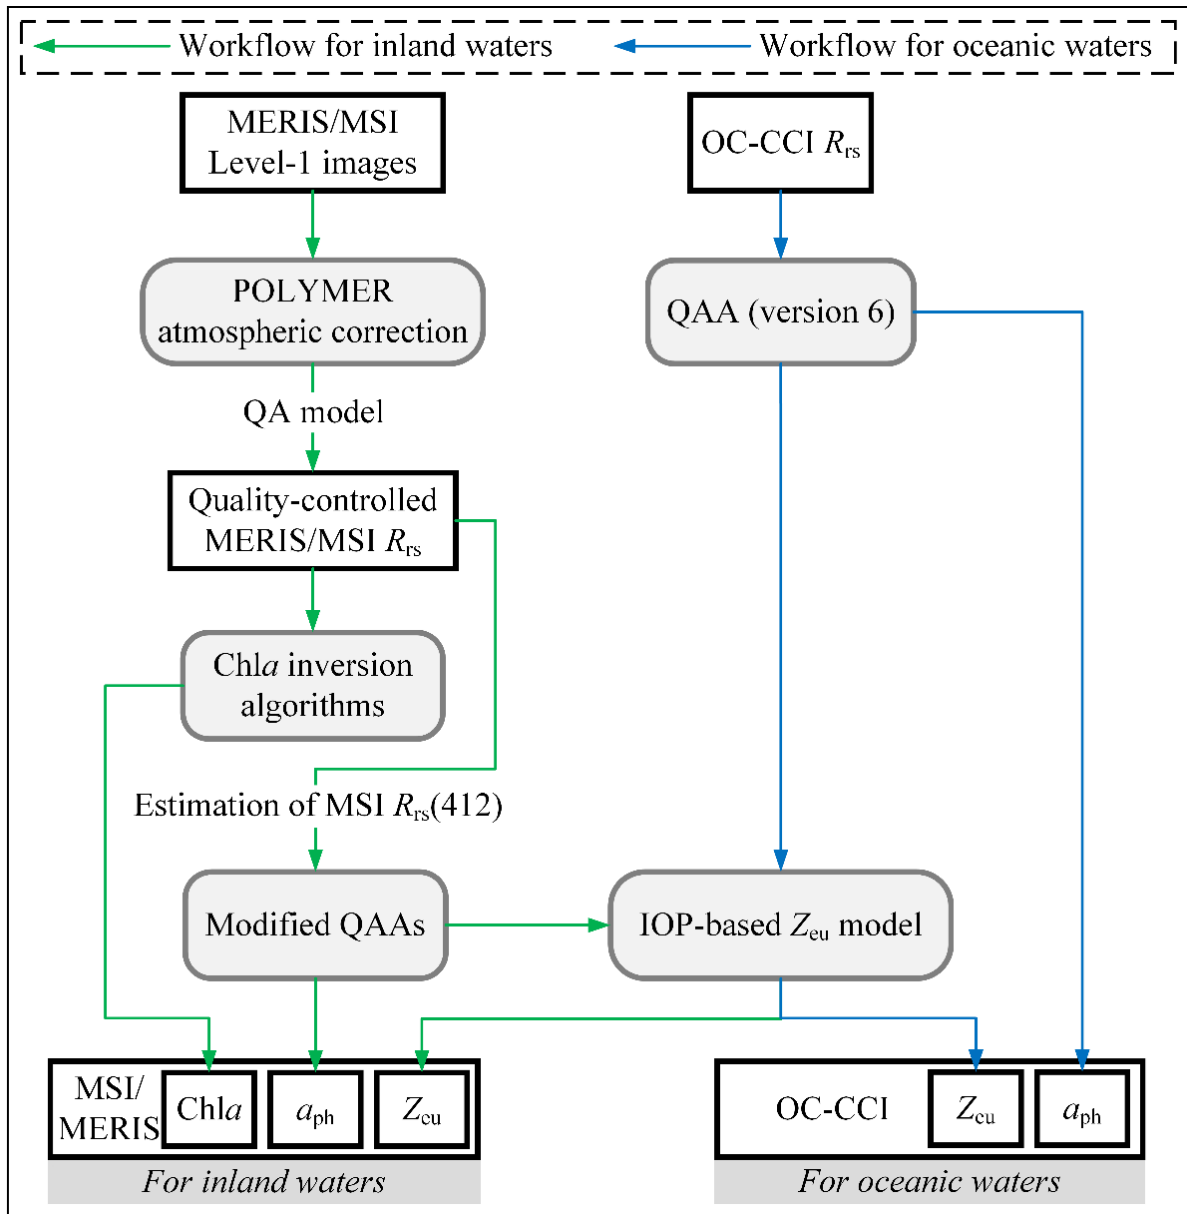 Workflow for inland waters
Workflow for oceanic waters
MERIS/MSI
Level-1 images
OC-CCI Rrs
POLYMER
atmospheric correction
QAA (version 6)
QA model
Quality-controlled
MERIS/MSI Rrs
Chla inversion
algorithms
Estimation of MSI Rrs(412)
Modified QAAs
IOP-based Zeu model
MSI/
MERIS
Chla
aph
Zeu
OC-CCI
Zeu
aph
For inland waters
For oceanic waters